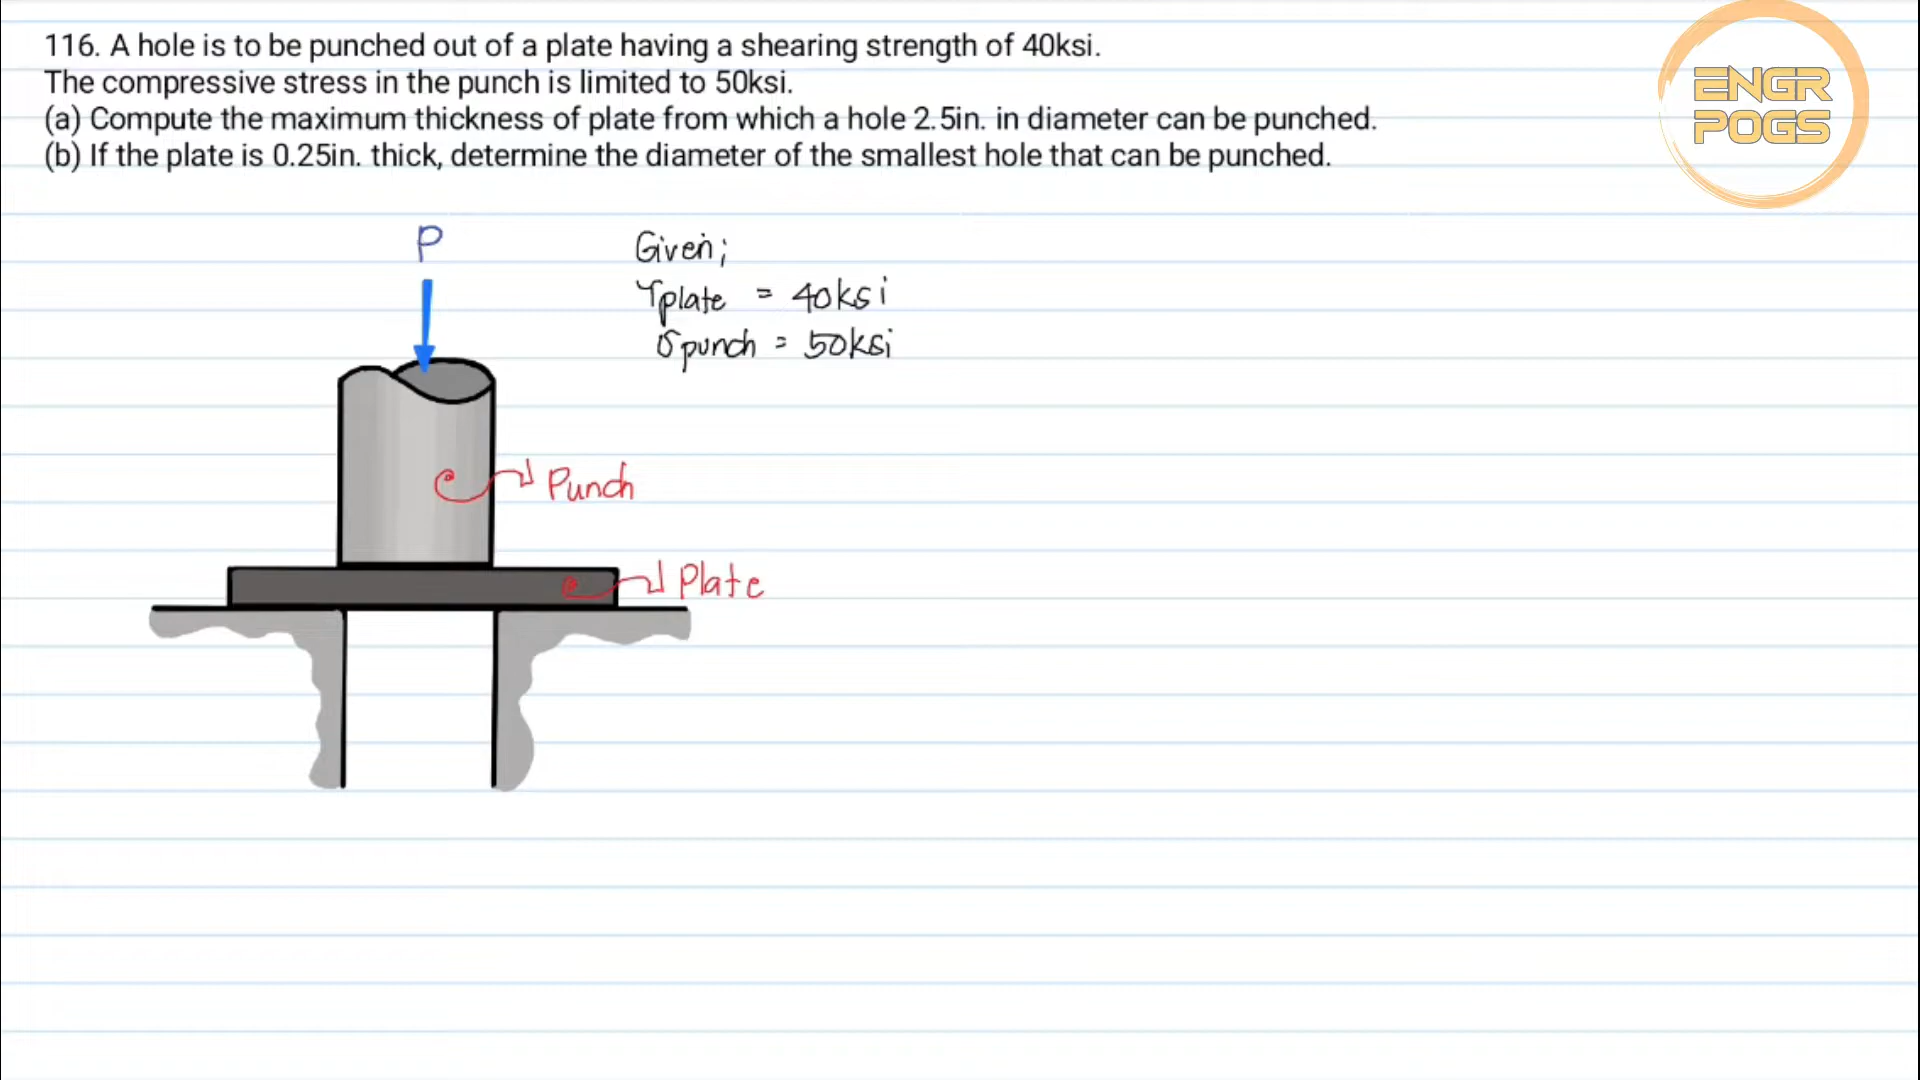 116. A hole is to be punched out of a plate having a shearing strength of 40ksi.
The compressive stress in the punch is limited to 50ksi.
(a) Compute the maximum thickness of plate from which a hole 2.5in. in diameter can be punched.
(b) If the plate is 0.25in. thick, determine the diameter of the smallest hole that can be punched.
ENGR
POGS
P
Given;
τplate = 40ksi
σpunch = 50ksi
Punch
Plate